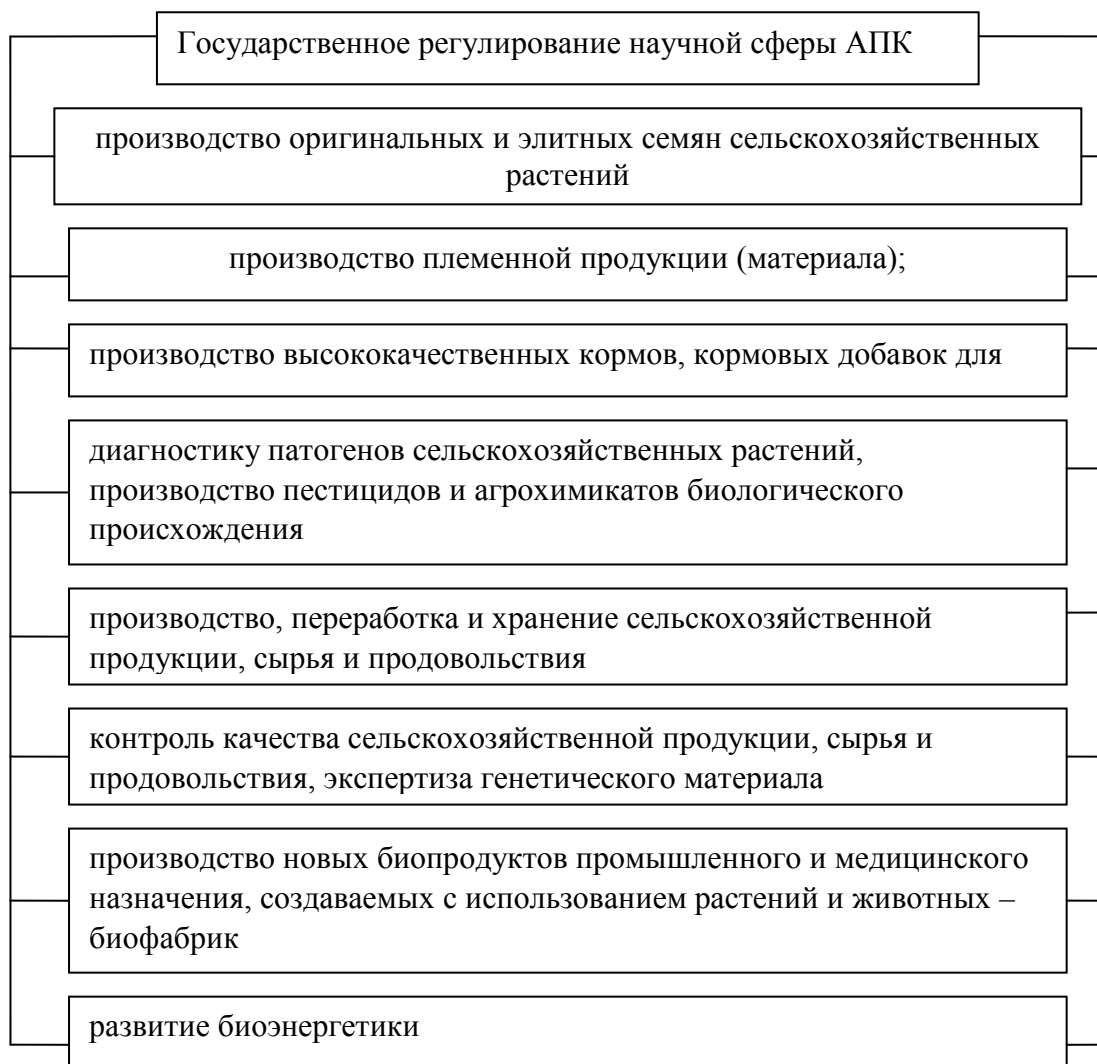 Государственное регулирование научной сферы АПК
производство оригинальных и элитных семян сельскохозяйственных
растений
производство племенной продукции (материала);
производство высококачественных кормов, кормовых добавок для
диагностику патогенов сельскохозяйственных растений,
производство пестицидов и агрохимикатов биологического
происхождения
производство, переработка и хранение сельскохозяйственной
продукции, сырья и продовольствия
контроль качества сельскохозяйственной продукции, сырья и
продовольствия, экспертиза генетического материала
производство новых биопродуктов промышленного и медицинского
назначения, создаваемых с использованием растений и животных –
биофабрик
развитие биоэнергетики